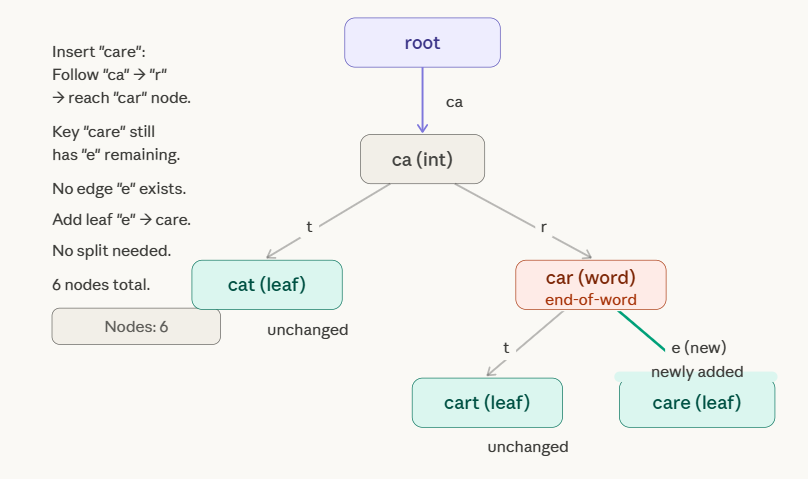 Insert "care":
Follow "ca" → "r"
→ reach "car" node.
Key "care" still
has "e" remaining.
No edge "e" exists.
Add leaf "e" → care.
No split needed.
6 nodes total.
Nodes: 6
root
ca
ca (int)
t
r
cat (leaf)
unchanged
car (word)
end-of-word
t
e (new)
newly added
cart (leaf)
unchanged
care (leaf)